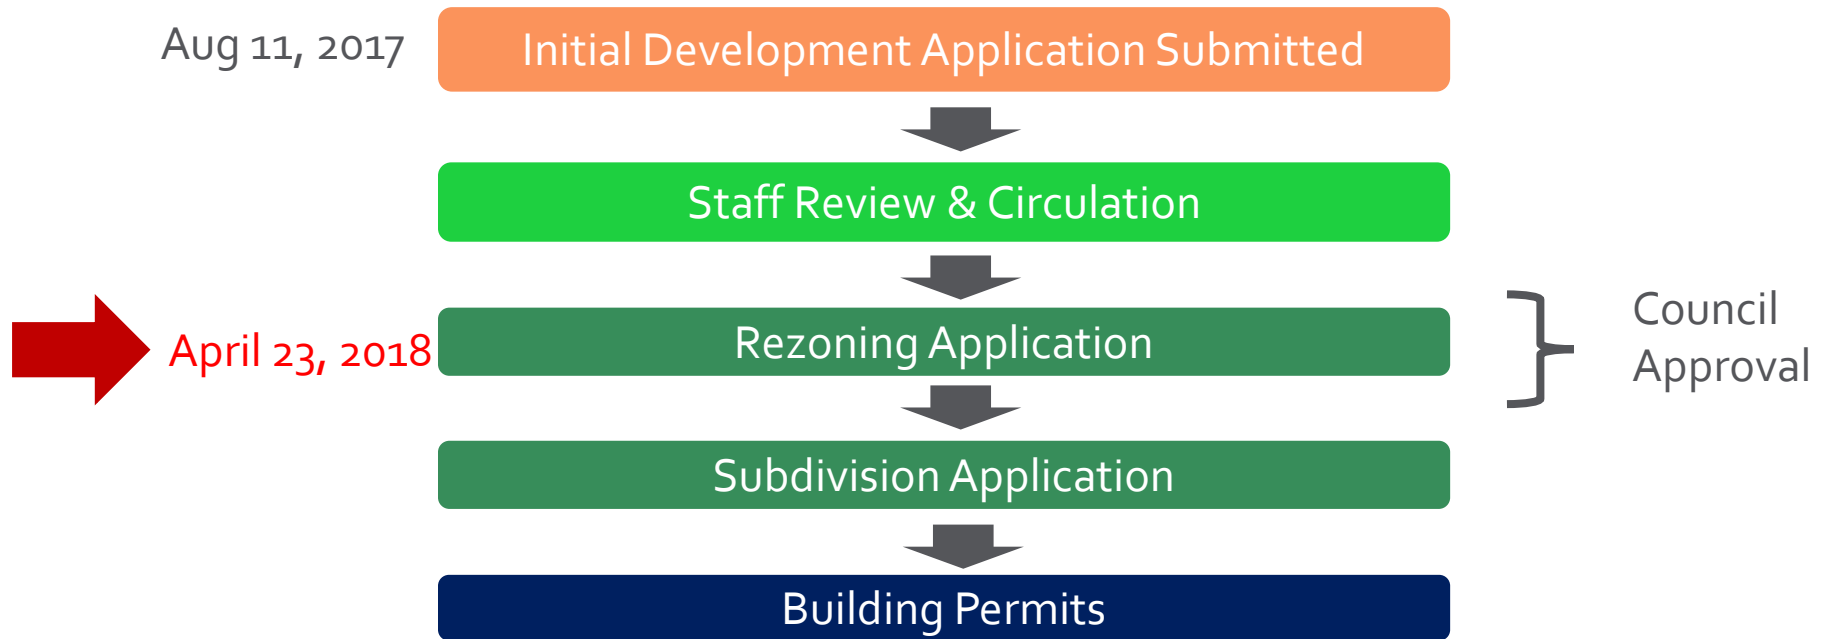 Aug 11, 2017
Initial Development Application Submitted
Staff Review & Circulation
April 23, 2018
Rezoning Application
Council
Approval
Subdivision Application
Building Permits